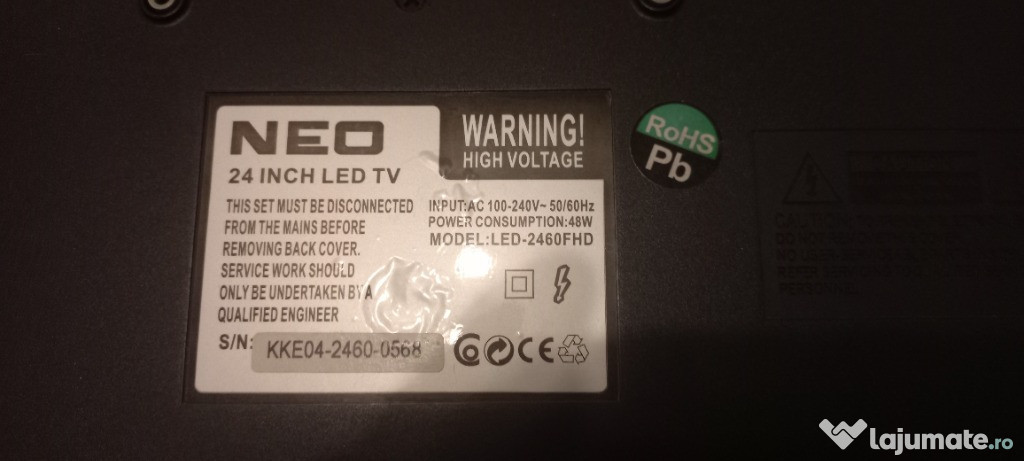 NEO
24 INCH LED TV
THIS SET MUST BE DISCONNECTED
FROM THE MAINS BEFORE
REMOVING BACK COVER.
SERVICE WORK SHOULD
ONLY BE UNDERTAKEN BY A
QUALIFIED ENGINEER
S/N: KKE04-2460-0568
WARNING!
HIGH VOLTAGE
INPUT:AC 100-240V~ 50/60Hz
POWER CONSUMPTION:48W
MODEL:LED-2460FHD
CE
RoHS
Pb
CAUTION
lajumate.ro